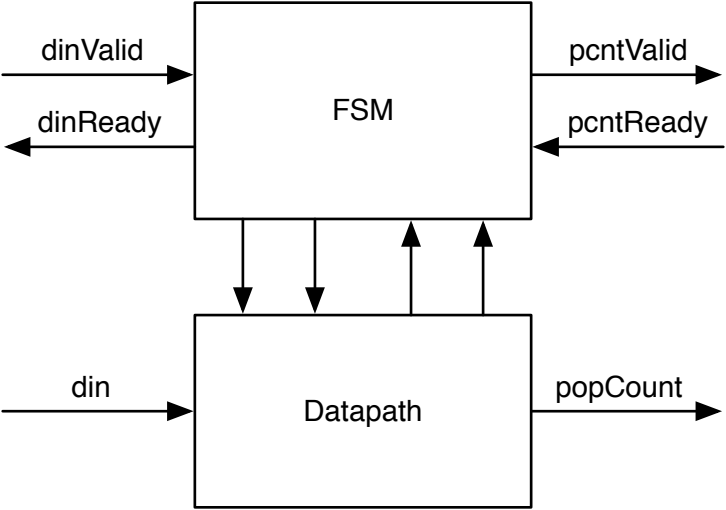 dinValid
pcntValid
FSM
dinReady
pcntReady
din
popCount
Datapath